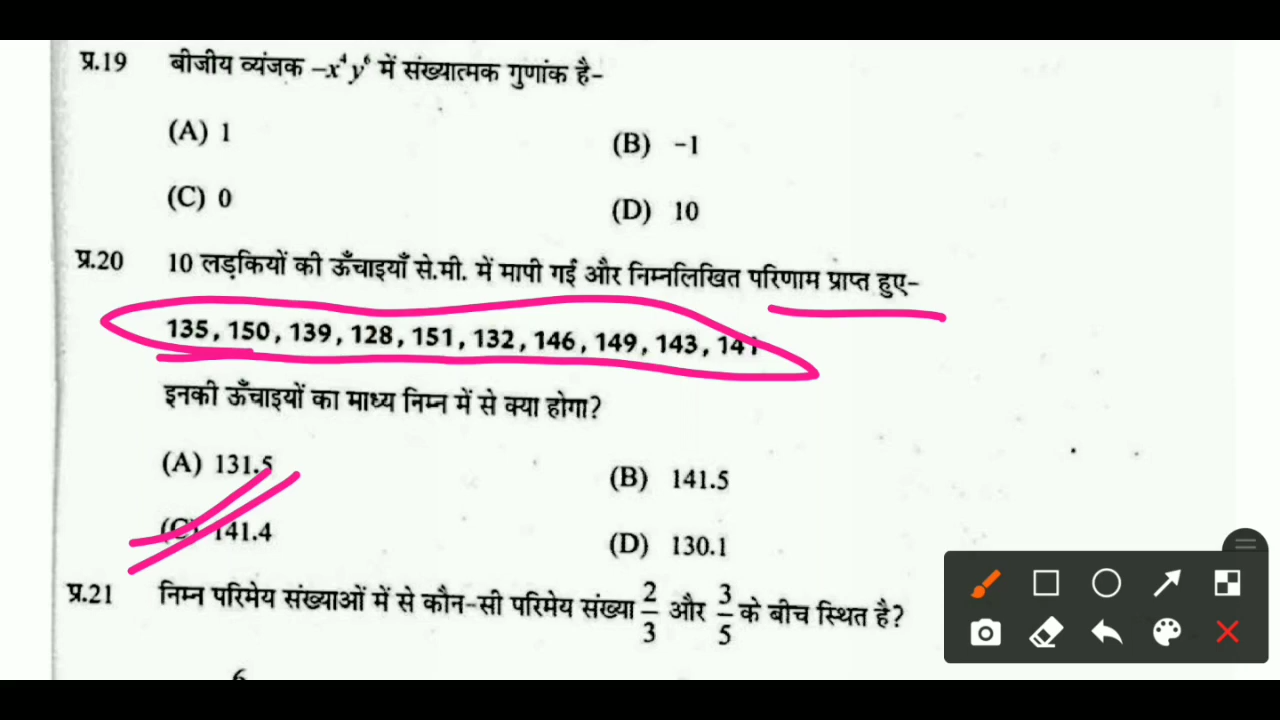 प्र.19 बीजीय व्यंजक –x⁴y⁶ में संख्यात्मक गुणांक है–
(A) 1 (B) –1
(C) 0 (D) 10
प्र.20 10 लड़कियों की ऊँचाइयाँ से.मी. में मापी गईं और निम्नलिखित परिणाम प्राप्त हुए–
135, 150, 139, 128, 151, 132, 146, 149, 143, 141
इनकी ऊँचाइयों का माध्य निम्न में से क्या होगा?
(A) 131.5 (B) 141.5
(C) 141.4 (D) 130.1
प्र.21 निम्न परिमेय संख्याओं में से कौन-सी परिमेय संख्या 2/3 और 3/5 के बीच स्थित है?